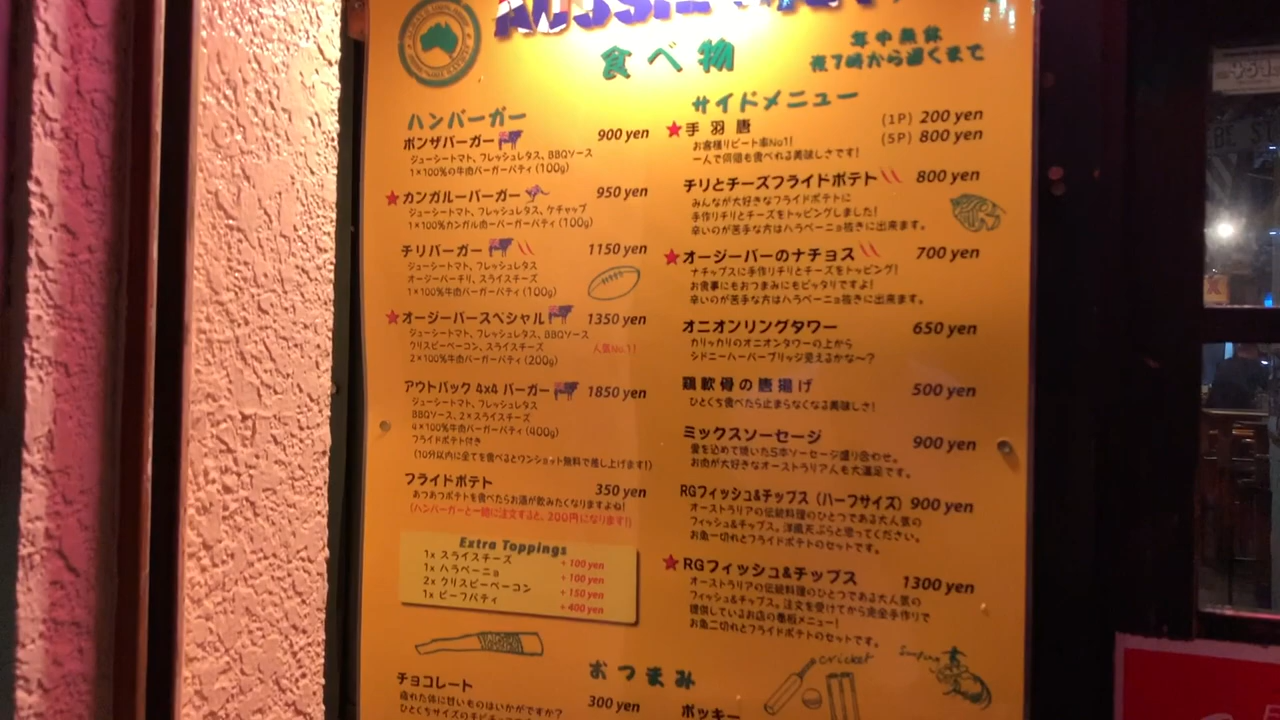 食べ物
年中無休
夜7時から遅くまで
ハンバーガー
ボンザバーガー 900 yen
ジューシートマト、フレッシュレタス、BBQソース
1×100%の牛肉バーガーパティ(100g)
カンガルーバーガー 950 yen
ジューシートマト、フレッシュレタス、ケチャップ
1×100%カンガル肉ーバーガーパティ(100g)
チリバーガー 1150 yen
ジューシートマト、フレッシュレタス
オージーバーチリ、スライスチーズ
1×100%牛肉バーガーパティ(100g)
オージーバースペシャル 1350 yen
ジューシートマト、フレッシュレタス、BBQソース
クリスピーベーコン、スライスチーズ
2×100%牛肉バーガーパティ(200g)
人気No.1!
アウトバック 4x4 バーガー 1850 yen
ジューシートマト、フレッシュレタス
BBQソース、2×スライスチーズ
4×100%牛肉バーガーパティ(400g)
フライドポテト付き
(10分以内に全てを食べるとワンショット無料で差し上げます!)
フライドポテト 350 yen
あつあつポテトを食べたらお酒が飲みたくなりますよね!
(ハンバーガーと一緒に注文すると、200円になります!)
Extra Toppings
1x スライスチーズ +100 yen
1x ハラペーニョ +100 yen
2x クリスピーベーコン +150 yen
1x ビーフパティ +400 yen
サイドメニュー
手羽唐 (1P) 200 yen
(5P) 800 yen
お客様リピート率No1!
一人で何個も食べれる美味しさです!
チリとチーズフライドポテト 800 yen
みんなが大好きなフライドポテトに
手作りチリとチーズをトッピングしました!
辛いのが苦手な方はハラペーニョ抜きに出来ます。
オージーバーのナチョス 700 yen
ナチョプスに手作りチリとチーズをトッピング!
お食事にもおつまみにもピッタリですよ!
辛いのが苦手な方はハラペーニョ抜きに出来ます。
オニオンリングタワー 650 yen
カリッカリのオニオンタワーの上から
シドニーハーバーブリッジ見えるかな〜?
鶏軟骨の唐揚げ 500 yen
ひとくち食べたら止まらなくなる美味しさ!
ミックスソーセージ 900 yen
愛を込めて焼いた5本ソーセージ盛り合わせ。
お肉が大好きなオーストラリア人も大満足です。
RGフィッシュ&チップス(ハーフサイズ) 900 yen
オーストラリアの伝統料理のひとつである大人気の
フィッシュ&チップス。洋風天ぷらと思ってください。
お魚一切れとフライドポテトのセットです。
RGフィッシュ&チップス 1300 yen
オーストラリアの伝統料理のひとつである大人気の
フィッシュ&チップス。注文を受けてから完全手作りで
提供しているお店の看板メニュー!
お魚二切れとフライドポテトのセットです。
cricket
Surfing
おつまみ
チョコレート 300 yen
疲れた体に甘いものはいかがですか?
ポッキー